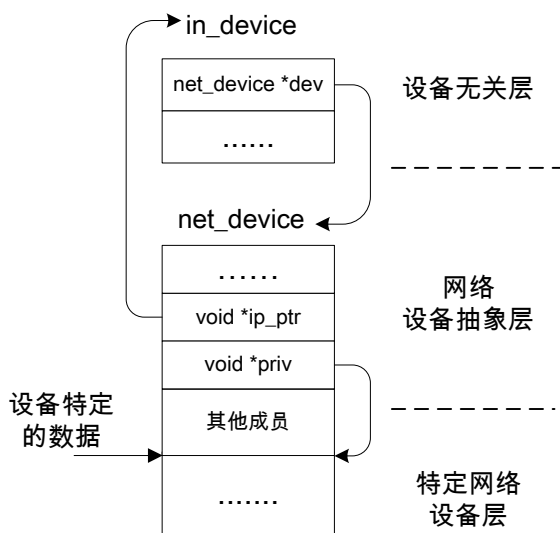 in_device
net_device *dev
设备无关层
......
net_device
......
网络
设备抽象层
void *ip_ptr
void *priv
设备特定
的数据
其他成员
特定网络
设备层
.......